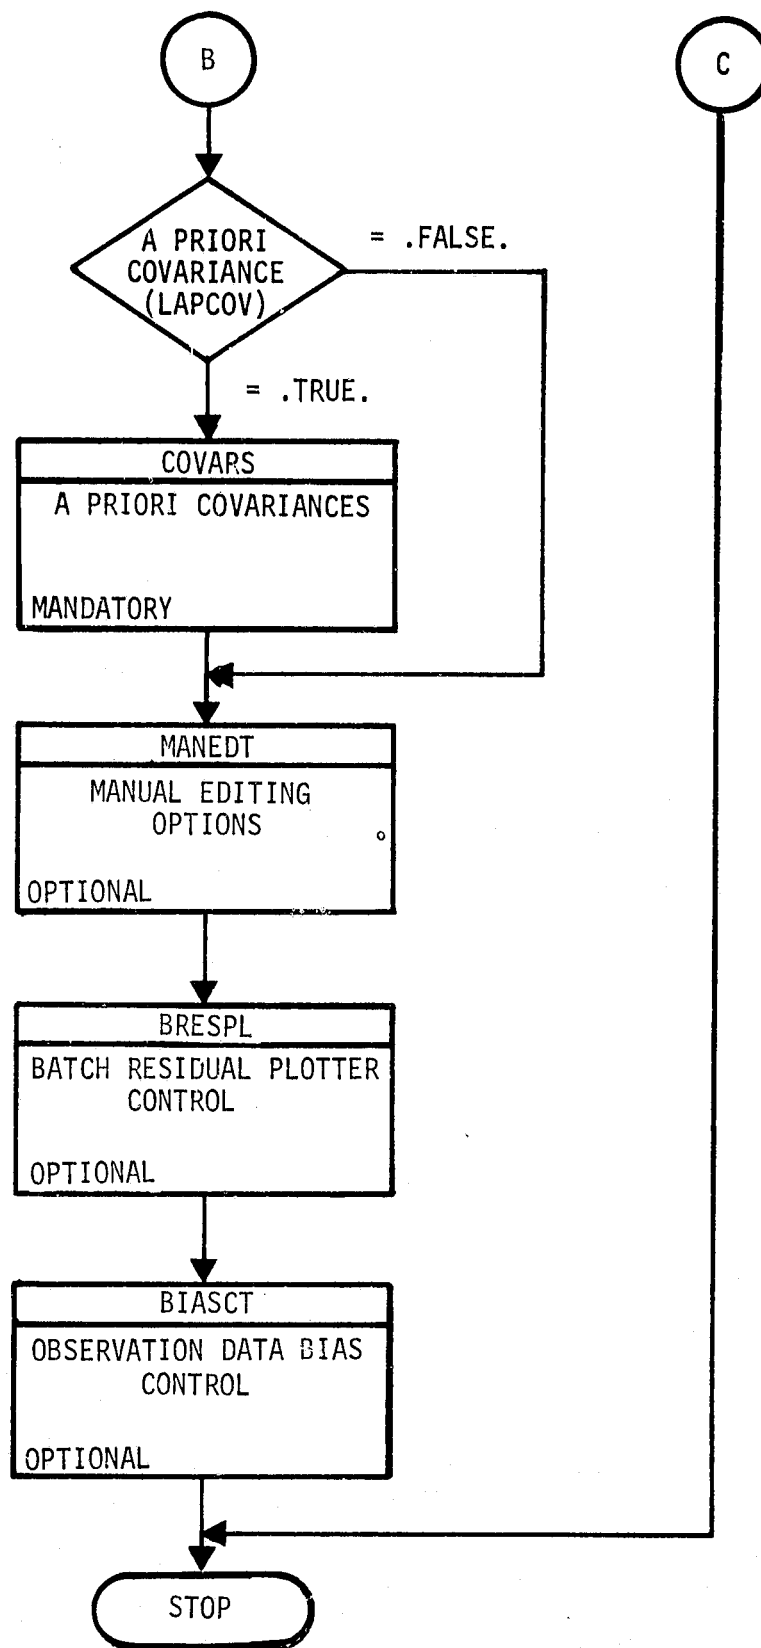 B
C
A PRIORI
COVARIANCE
(LAPCOV)
= .FALSE.
= .TRUE.
COVARS
A PRIORI COVARIANCES
MANDATORY
MANEDT
MANUAL EDITING
OPTIONS
OPTIONAL
BRESPL
BATCH RESIDUAL PLOTTER
CONTROL
OPTIONAL
BIASCT
OBSERVATION DATA BIAS
CONTROL
OPTIONAL
STOP